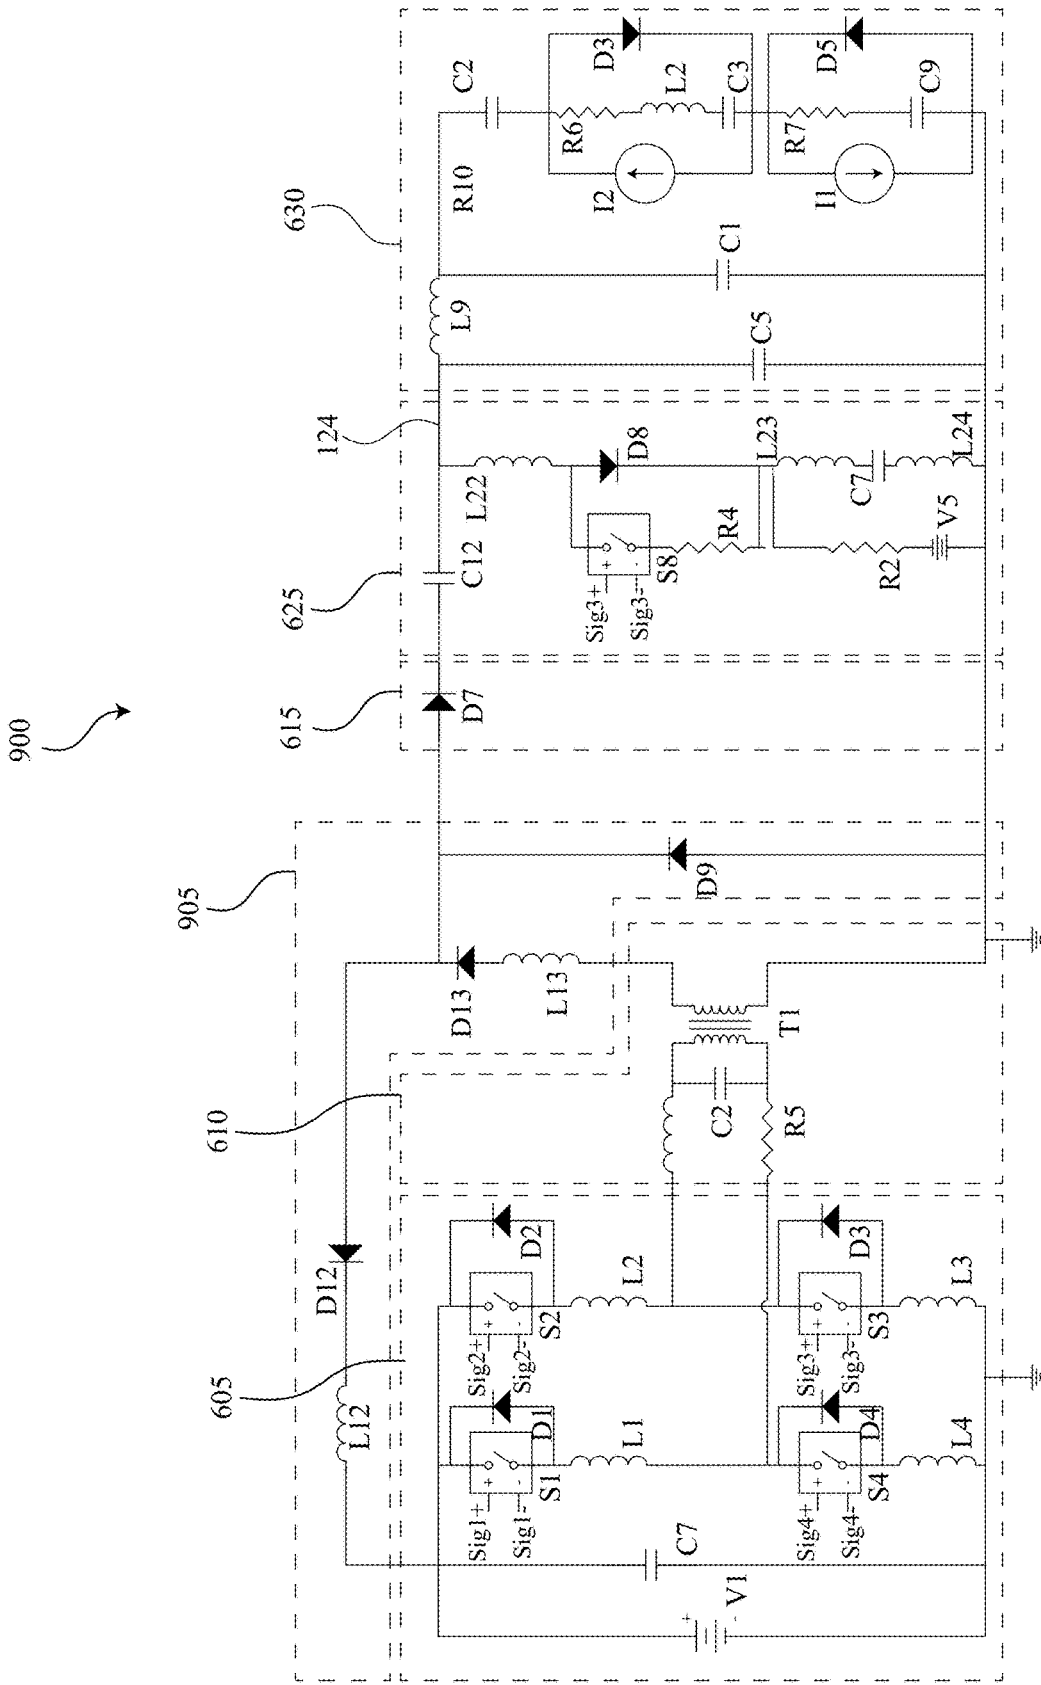 900
905
610
605
615
625
124
630
V1
+
-
C7
L12
D12
Sig1+
Sig1-
+
-
S1
D1
L1
Sig2+
Sig2-
+
-
S2
D2
L2
Sig4+
Sig4-
+
-
S4
D4
L4
Sig3+
Sig3-
+
-
S3
D3
L3
C2
R5
T1
D13
L13
D9
D7
C12
L22
Sig3+
Sig3-
+
-
S8
D8
R4
L23
C7
L24
R2
V5
L9
C5
C1
R10
C2
D3
R6
L2
C3
I2
D5
R7
C9
I1